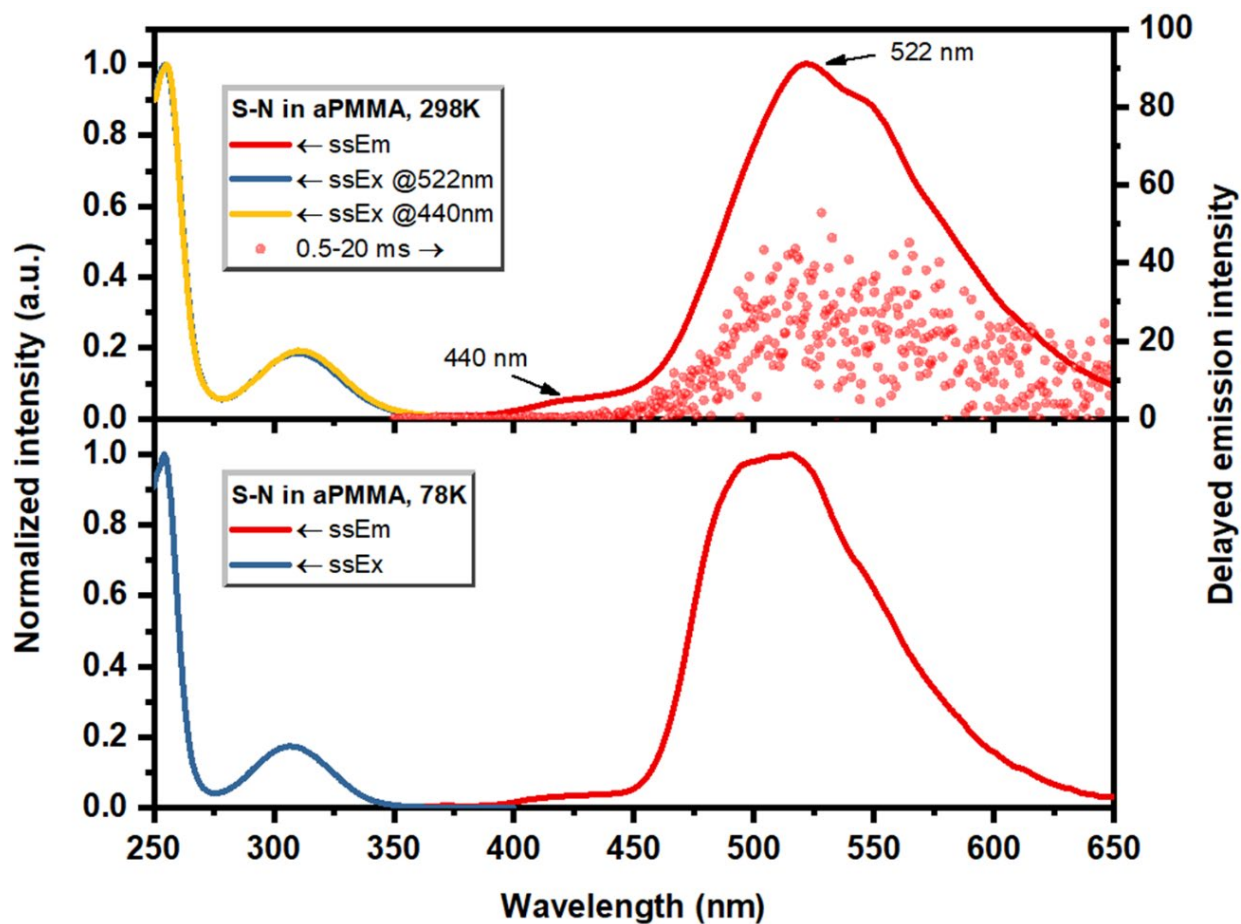 S-N in aPMMA, 298K
← ssEm
← ssEx @522nm
← ssEx @440nm
0.5-20 ms →
522 nm
440 nm
1.0
0.8
0.6
0.4
0.2
0.0
100
80
60
40
20
0
Normalized intensity (a.u.)
Delayed emission intensity
S-N in aPMMA, 78K
← ssEm
← ssEx
1.0
0.8
0.6
0.4
0.2
0.0
250 300 350 400 450 500 550 600 650
Wavelength (nm)